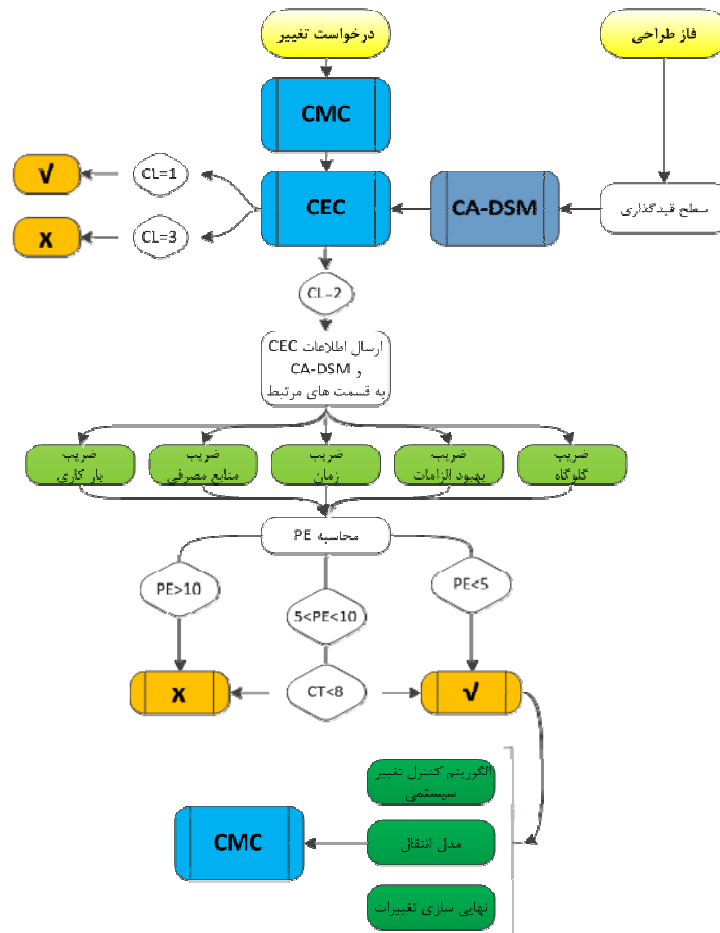 درخواست تغییر
فاز طراحی
CMC
√
CL=1
CEC
CA-DSM
سطح قیدگذاری
X
CL=3
CL=2
ارسال اطلاعات CEC
و CA-DSM
به قسمت های مرتبط
ضریب
گلوگاه
ضریب
بهبود الزامات
ضریب
زمان
ضریب
منابع مصرفی
ضریب
بار کاری
محاسبه PE
PE>10
5<PE<10
PE<5
X
CT<8
√
الگوریتم کنترل تغییر
سیستمی
CMC
مدل انتقال
نهایی سازی تغییرات